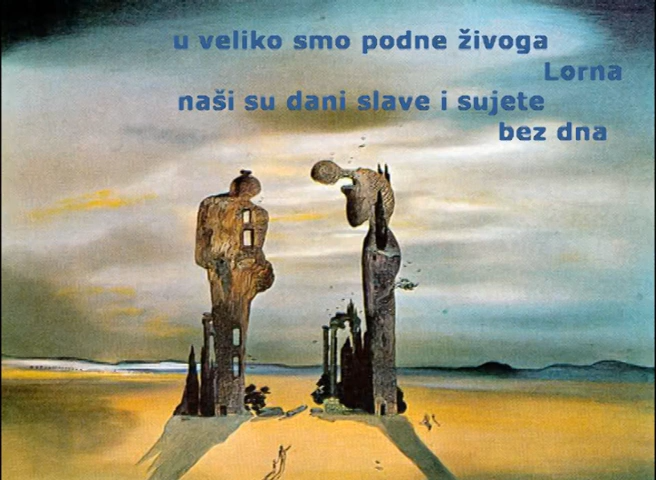 u veliko smo podne živoga
Lorna
naši su dani slave i sujete
bez dna